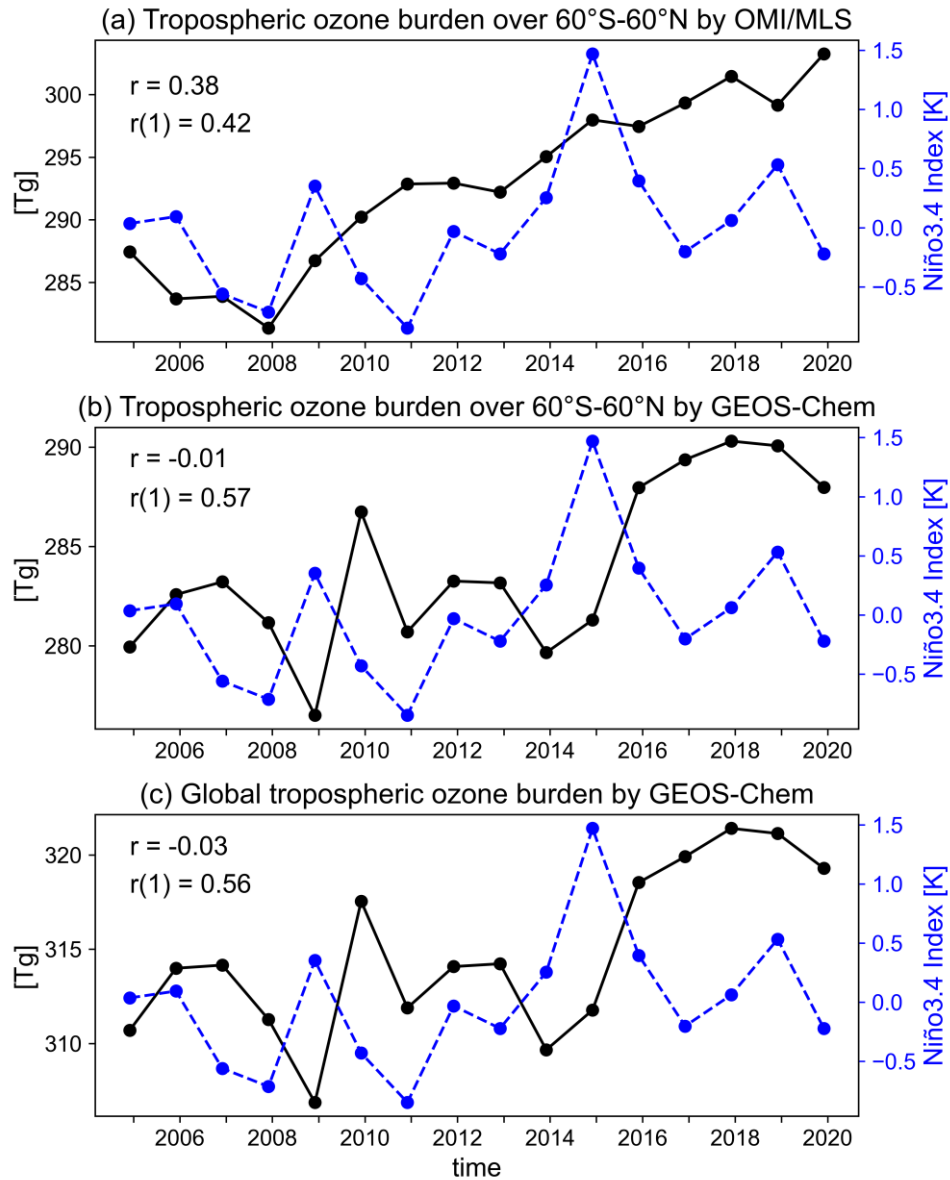 (a) Tropospheric ozone burden over 60°S-60°N by OMI/MLS
r = 0.38
r(1) = 0.42
[Tg]
300
295
290
285
1.5
1.0
0.5
0.0
−0.5
Niño3.4 Index [K]
2006 2008 2010 2012 2014 2016 2018 2020
(b) Tropospheric ozone burden over 60°S-60°N by GEOS-Chem
r = -0.01
r(1) = 0.57
[Tg]
290
285
280
1.5
1.0
0.5
0.0
−0.5
Niño3.4 Index [K]
2006 2008 2010 2012 2014 2016 2018 2020
(c) Global tropospheric ozone burden by GEOS-Chem
r = -0.03
r(1) = 0.56
[Tg]
320
315
310
1.5
1.0
0.5
0.0
−0.5
Niño3.4 Index [K]
2006 2008 2010 2012 2014 2016 2018 2020
time